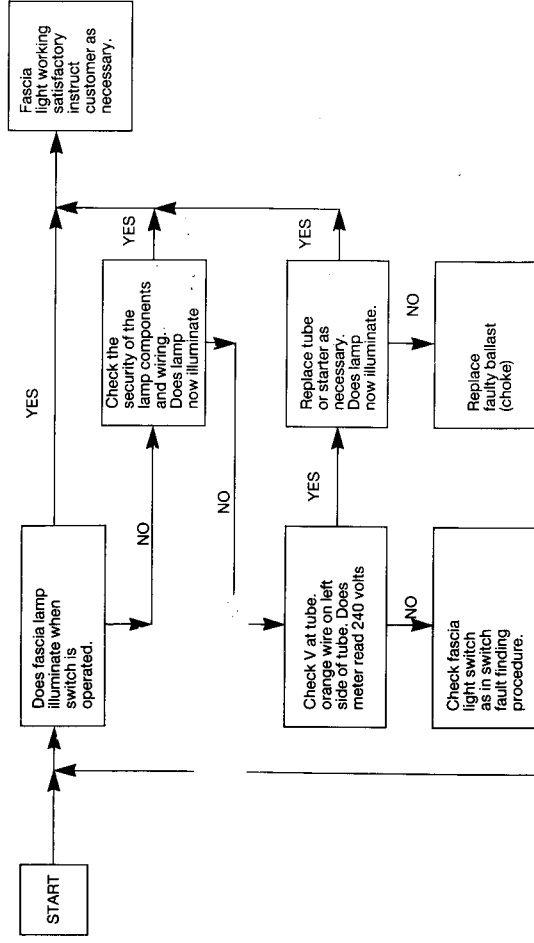 START
Does fascia lamp
illuminate when
switch is
operated.
YES
Fascia
light working
satisfactory
instruct
customer as
necessary.
NO
Check the
security of the
lamp components
and wiring.
Does lamp
now illuminate
YES
NO
Check V at tube.
orange wire on left
side of tube. Does
meter read 240 volts
YES
Replace tube
or starter as
necessary.
Does lamp
now illuminate.
YES
NO
Check fascia
light switch
as in switch
fault finding
procedure.
NO
Replace
faulty ballast
(choke)